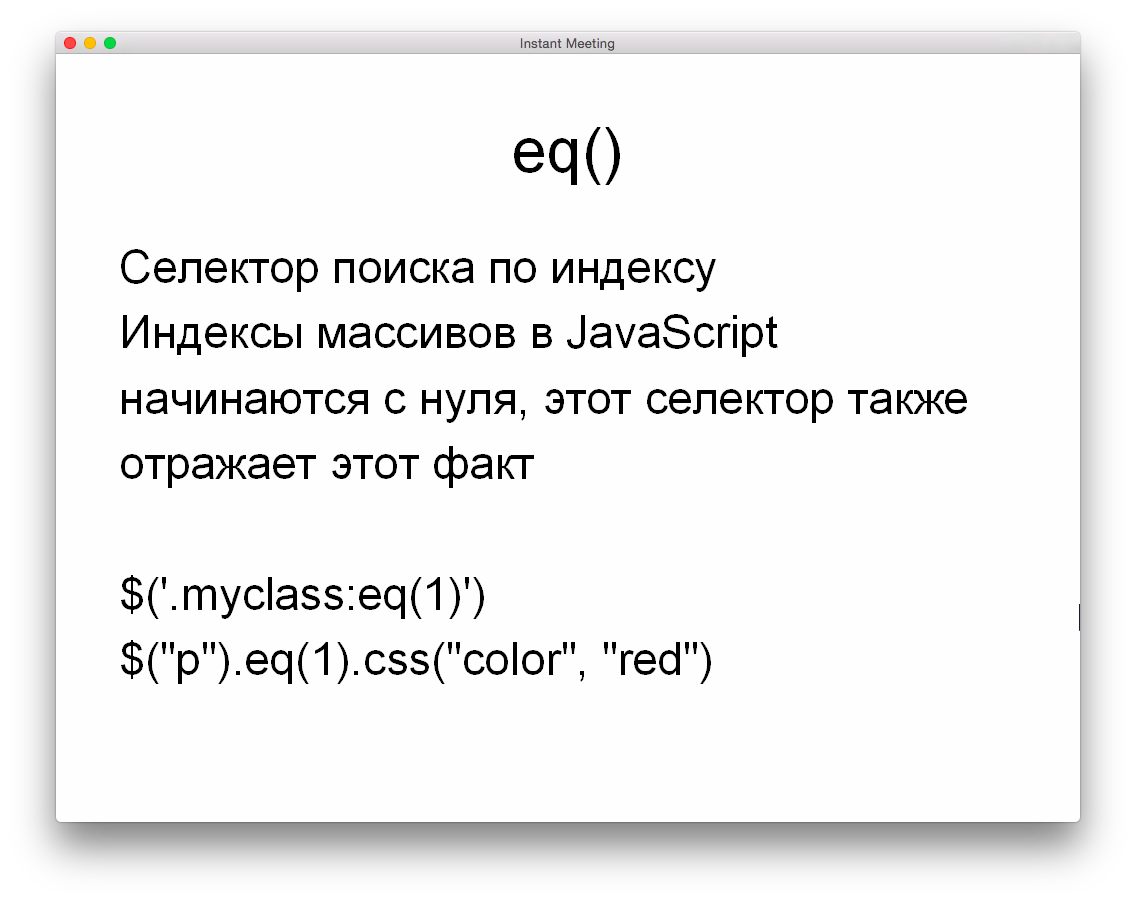 Instant Meeting
eq()
Селектор поиска по индексу
Индексы массивов в JavaScript
начинаются с нуля, этот селектор также
отражает этот факт
$('.myclass:eq(1)')
$("p").eq(1).css("color", "red")